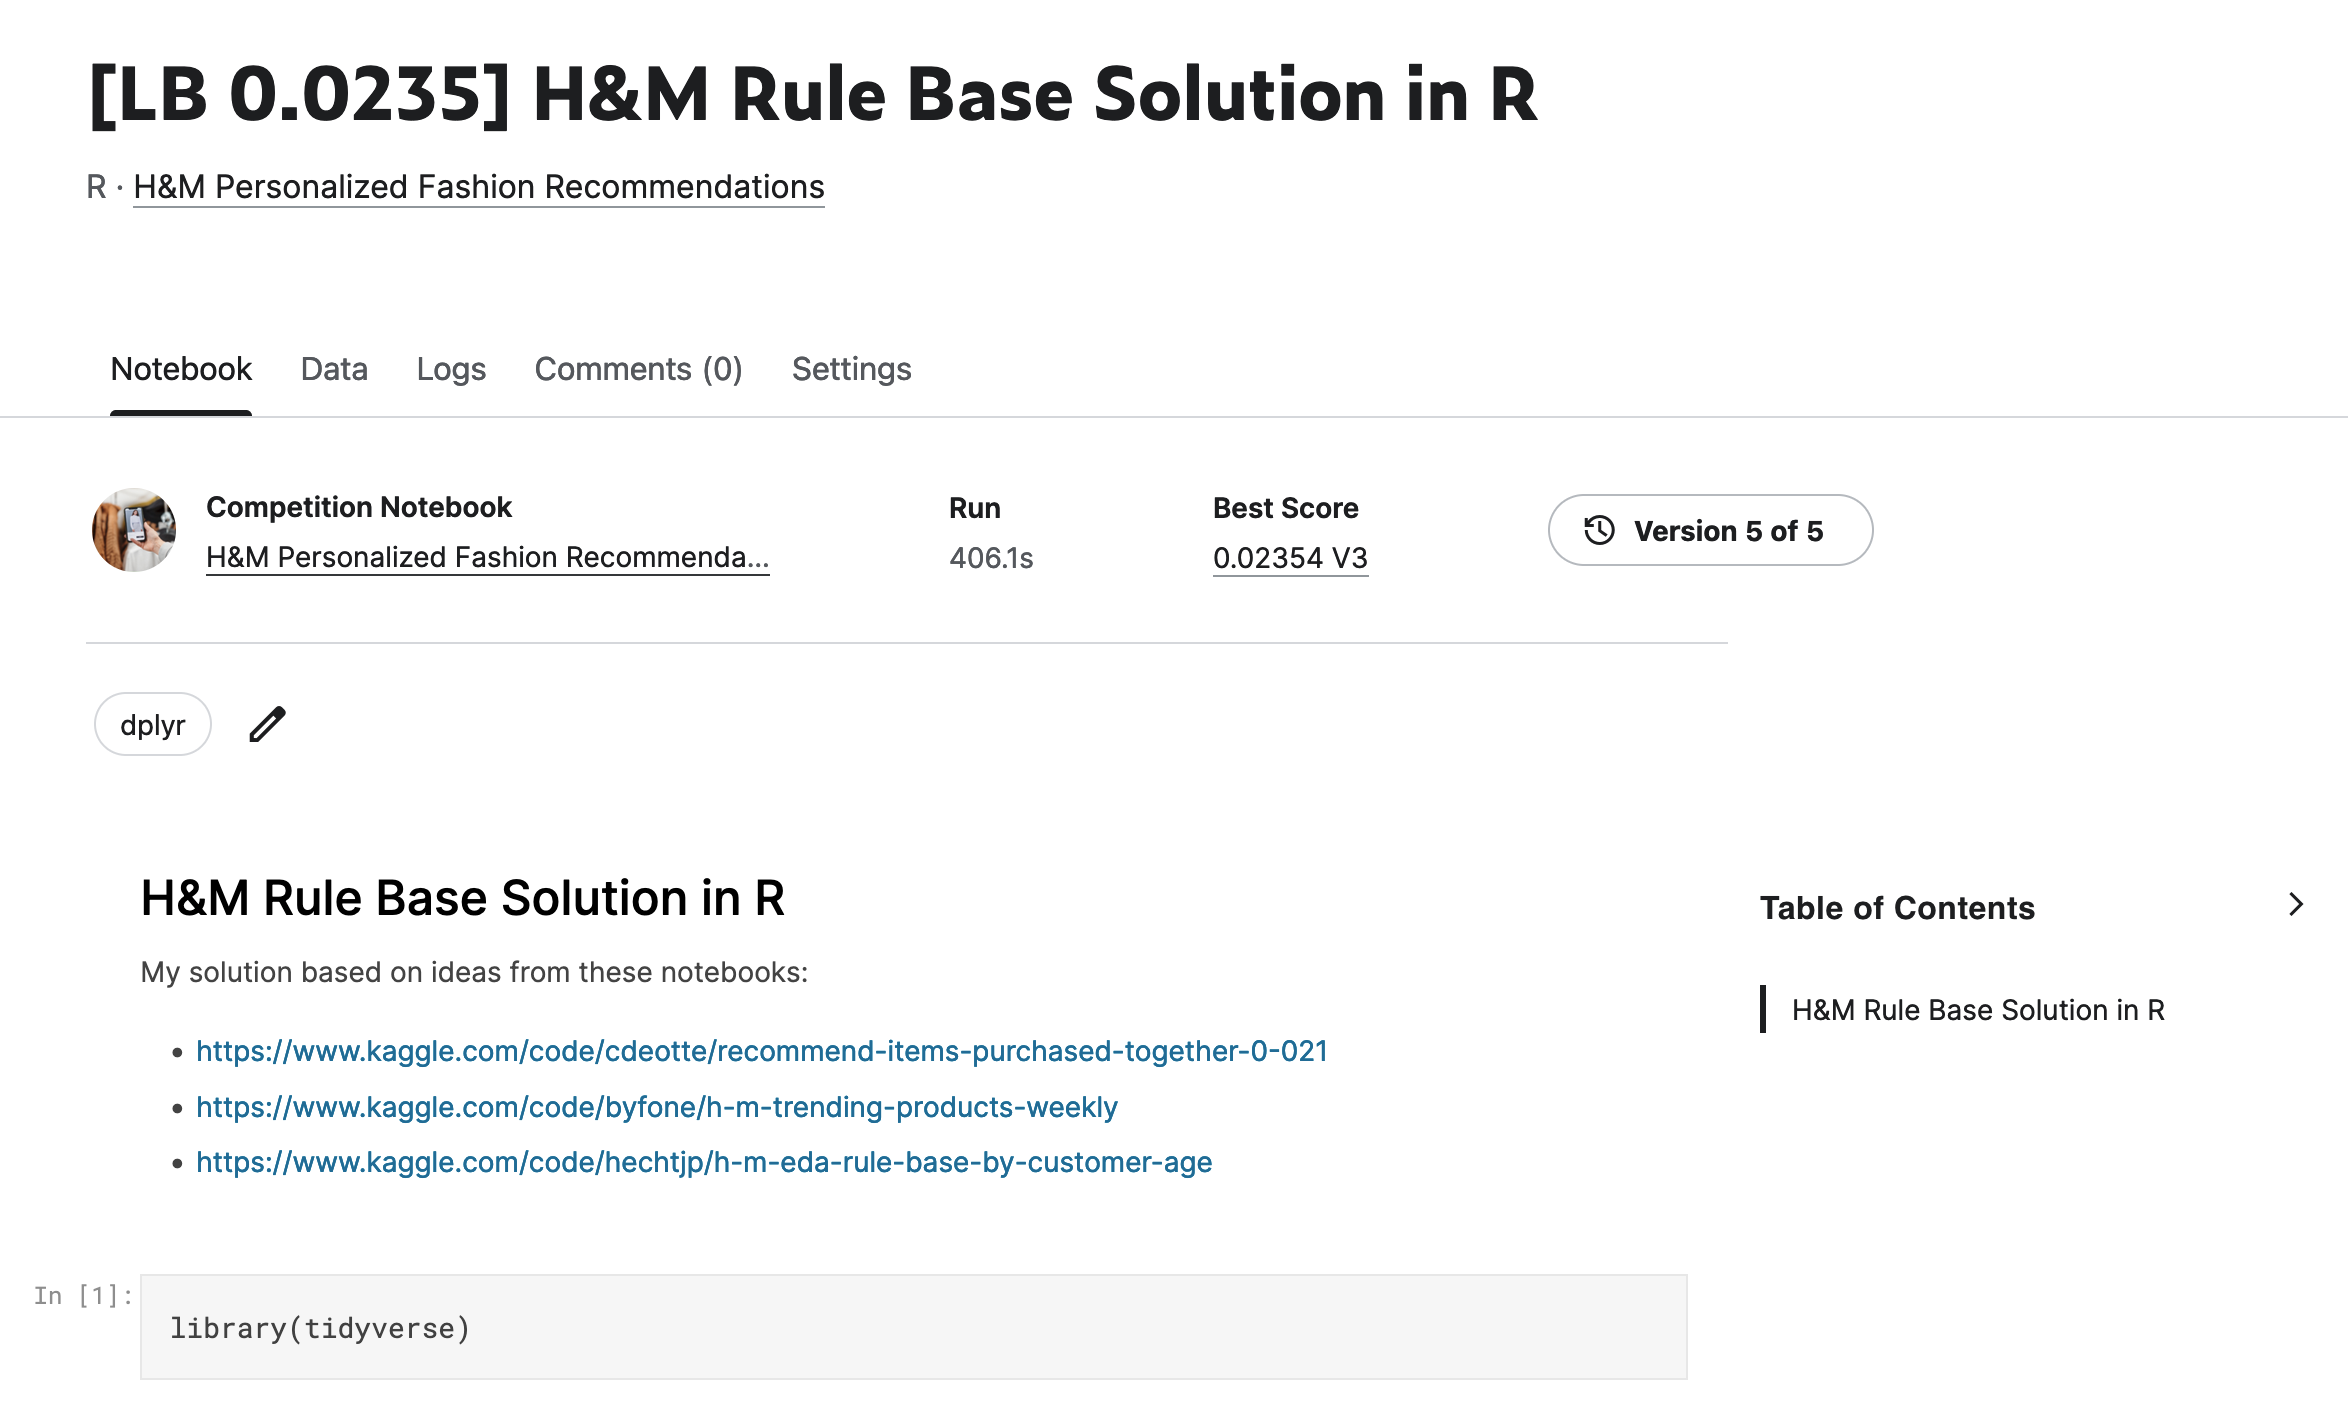 [LB 0.0235] H&M Rule Base Solution in R
R · H&M Personalized Fashion Recommendations
Notebook Data Logs Comments (0) Settings
Competition Notebook
H&M Personalized Fashion Recommenda...
Run
406.1s
Best Score
0.02354 V3
Version 5 of 5
dplyr
H&M Rule Base Solution in R
My solution based on ideas from these notebooks:
• https://www.kaggle.com/code/cdeotte/recommend-items-purchased-together-0-021
• https://www.kaggle.com/code/byfone/h-m-trending-products-weekly
• https://www.kaggle.com/code/hechtjp/h-m-eda-rule-base-by-customer-age
Table of Contents
H&M Rule Base Solution in R
In [1]:
library(tidyverse)